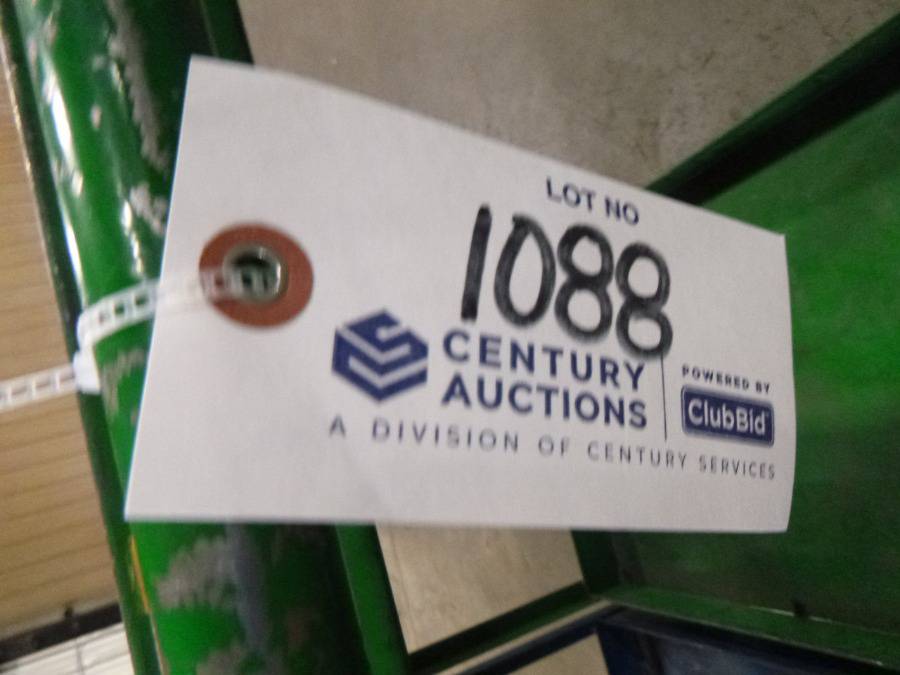 LOT NO
1088
CENTURY
AUCTIONS
A DIVISION OF CENTURY SERVICES
POWERED BY
ClubBid